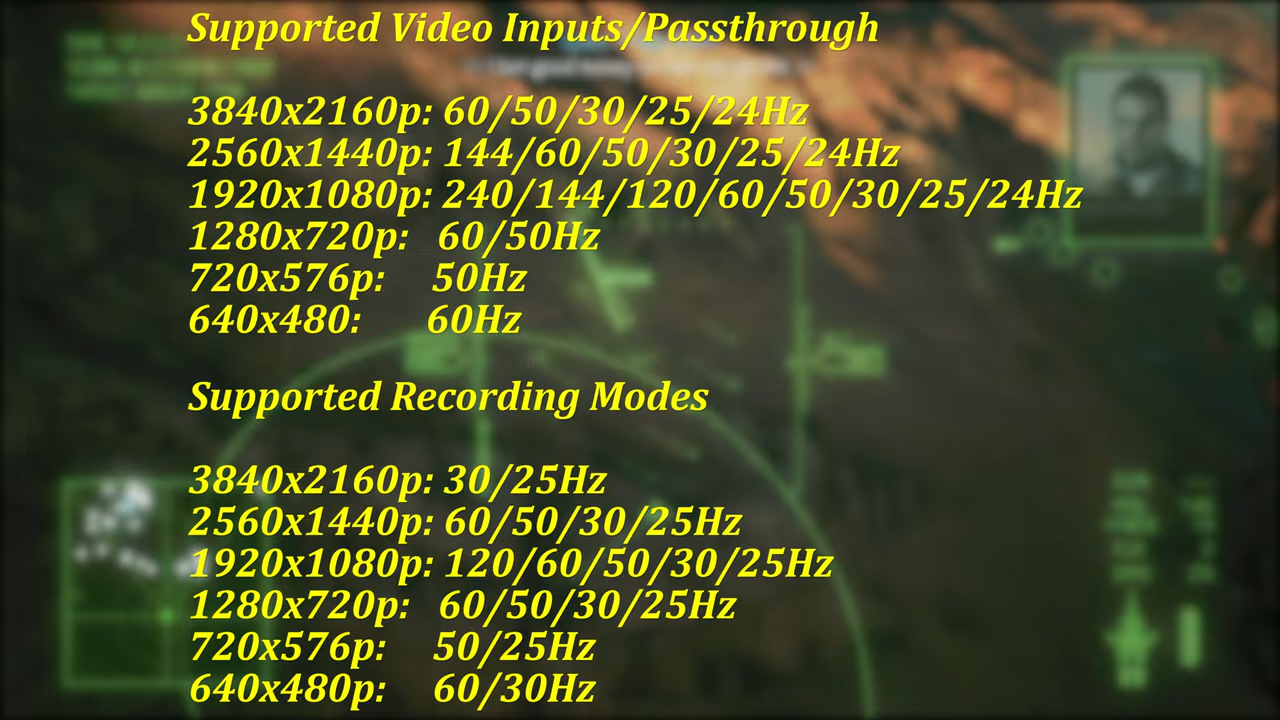 Supported Video Inputs/Passthrough
3840x2160p: 60/50/30/25/24Hz
2560x1440p: 144/60/50/30/25/24Hz
1920x1080p: 240/144/120/60/50/30/25/24Hz
1280x720p: 60/50Hz
720x576p: 50Hz
640x480: 60Hz
Supported Recording Modes
3840x2160p: 30/25Hz
2560x1440p: 60/50/30/25Hz
1920x1080p: 120/60/50/30/25Hz
1280x720p: 60/50/30/25Hz
720x576p: 50/25Hz
640x480p: 60/30Hz